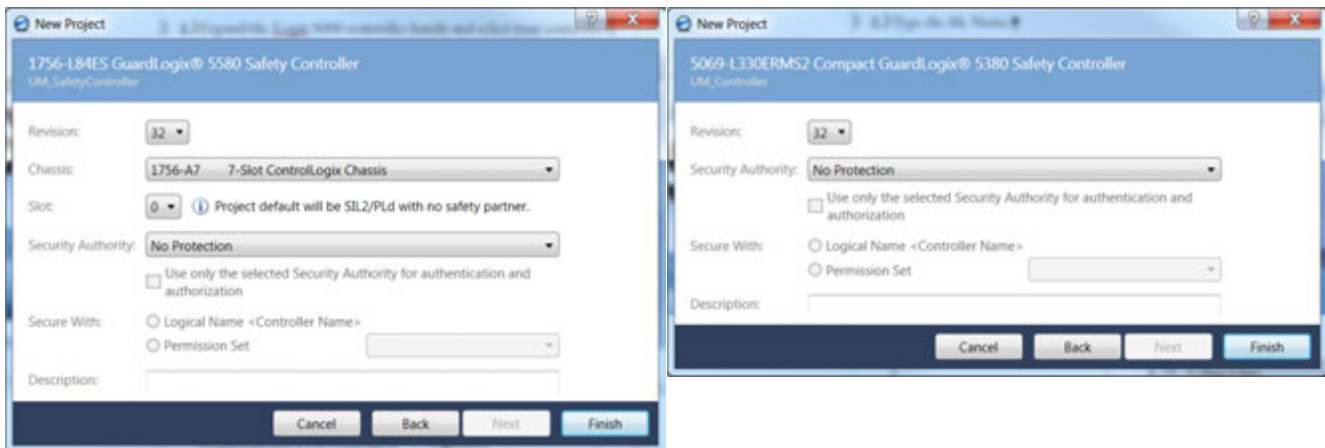 New Project
1756-L84ES GuardLogix® 5580 Safety Controller
UM_SafetyController
Revision:
32
Chassis:
1756-A7 7-Slot ControlLogix Chassis
Slot:
0
Project default will be SIL2/PLd with no safety partner.
Security Authority:
No Protection
Use only the selected Security Authority for authentication and
authorization
Secure With:
Logical Name <Controller Name>
Permission Set
Description:
Cancel
Back
Next
Finish
New Project
5069-L330ERMS2 Compact GuardLogix® 5380 Safety Controller
UM_Controller
Revision:
32
Security Authority:
No Protection
Use only the selected Security Authority for authentication and
authorization
Secure With:
Logical Name <Controller Name>
Permission Set
Description:
Cancel
Back
Next
Finish